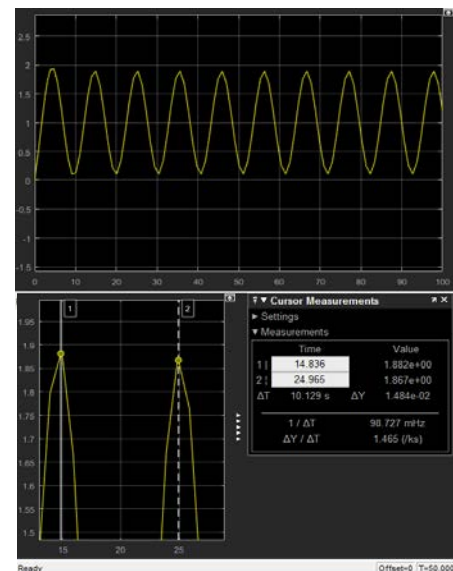 2.5
2
1.5
1
0.5
0
-0.5
-1
-1.5
0 10 20 30 40 50 60 70 80 90 100
1 2
1.95
1.9
1.85
1.8
1.75
1.7
1.65
1.6
1.55
1.5
15 20 25
Cursor Measurements
Settings
Measurements
Time Value
1 14.836 1.882e+00
2 24.965 1.867e+00
ΔT 10.129 s ΔY 1.484e-02
1 / ΔT 98.727 mHz
ΔY / ΔT 1.465 (/ks)
Ready Offset=0 T=50.000